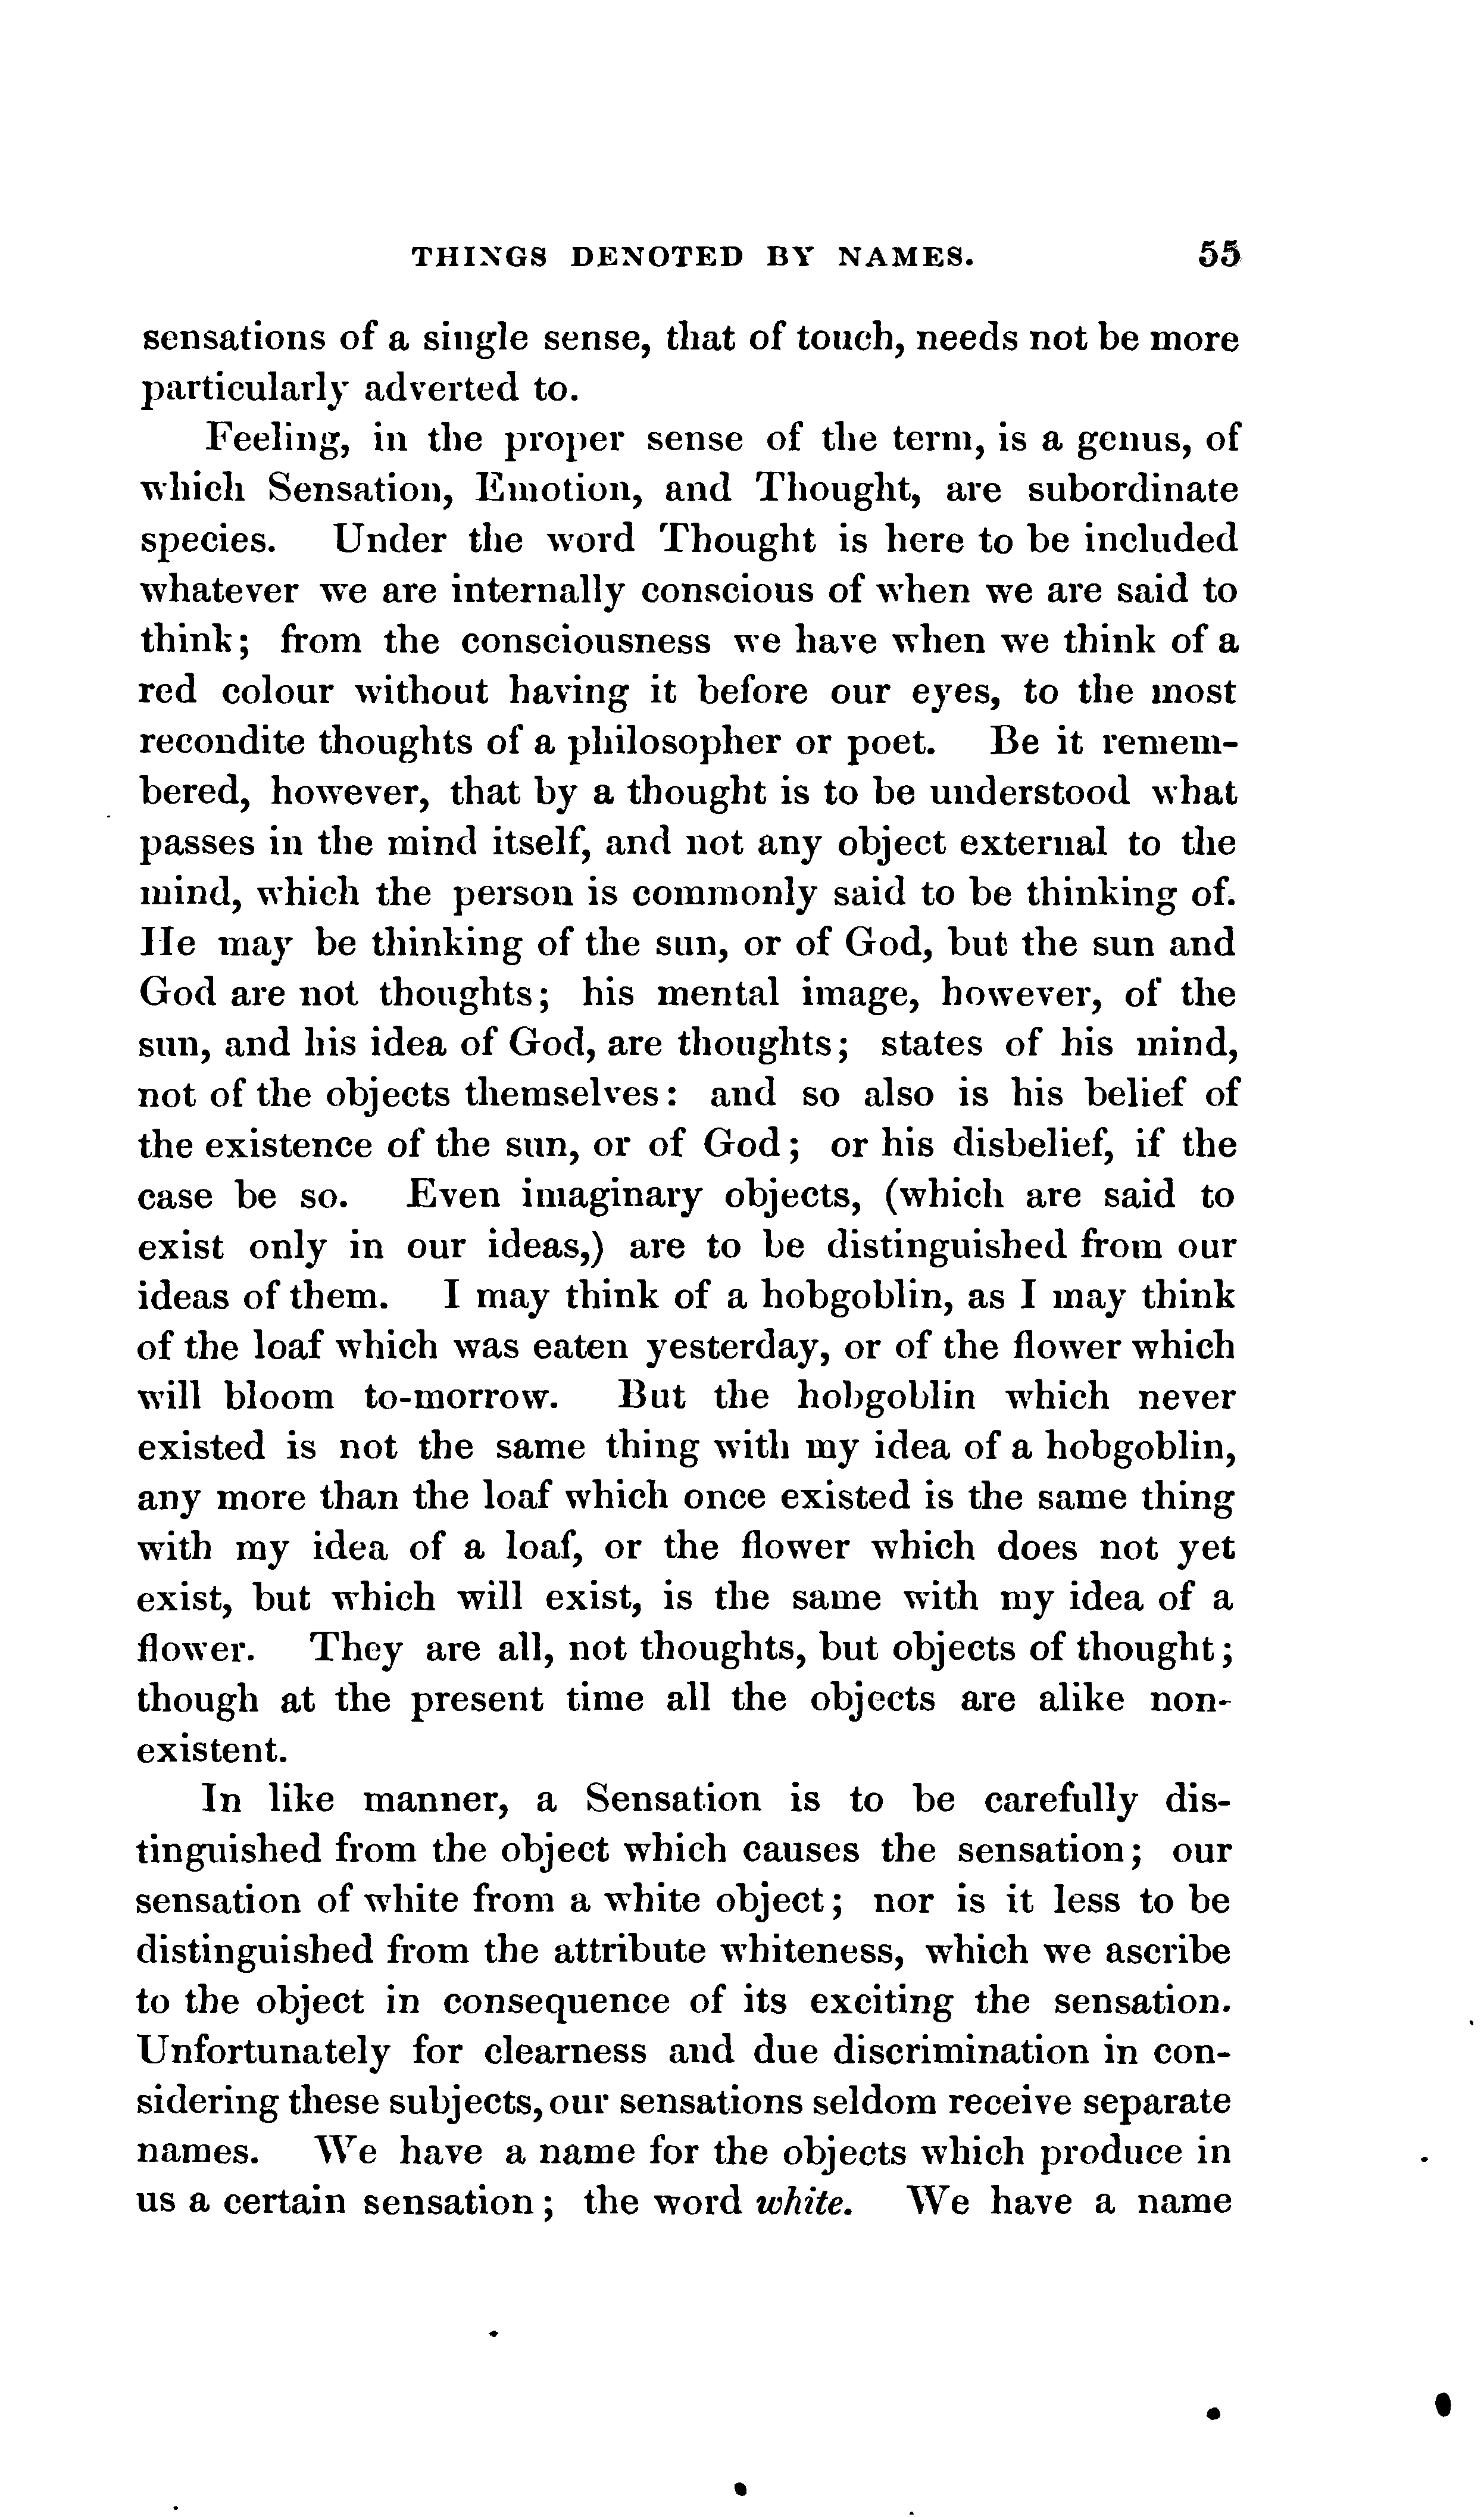 THINGS DENOTED BY NAMES. 55
sensations of a single sense, that of touch, needs not be more
particularly adverted to.
Feeling, in the proper sense of the term, is a genus, of
which Sensation, Emotion, and Thought, are subordinate
species. Under the word Thought is here to be included
whatever we are internally conscious of when we are said to
think; from the consciousness we have when we think of a
red colour without having it before our eyes, to the most
recondite thoughts of a philosopher or poet. Be it remem-
bered, however, that by a thought is to be understood what
passes in the mind itself, and not any object external to the
mind, which the person is commonly said to be thinking of.
He may be thinking of the sun, or of God, but the sun and
God are not thoughts; his mental image, however, of the
sun, and his idea of God, are thoughts; states of his mind,
not of the objects themselves: and so also is his belief of
the existence of the sun, or of God; or his disbelief, if the
case be so. Even imaginary objects, (which are said to
exist only in our ideas,) are to be distinguished from our
ideas of them. I may think of a hobgoblin, as I may think
of the loaf which was eaten yesterday, or of the flower which
will bloom to-morrow. But the hobgoblin which never
existed is not the same thing with my idea of a hobgoblin,
any more than the loaf which once existed is the same thing
with my idea of a loaf, or the flower which does not yet
exist, but which will exist, is the same with my idea of a
flower. They are all, not thoughts, but objects of thought;
though at the present time all the objects are alike non-
existent.
In like manner, a Sensation is to be carefully dis-
tinguished from the object which causes the sensation; our
sensation of white from a white object; nor is it less to be
distinguished from the attribute whiteness, which we ascribe
to the object in consequence of its exciting the sensation.
Unfortunately for clearness and due discrimination in con-
sidering these subjects, our sensations seldom receive separate
names. We have a name for the objects which produce in
us a certain sensation; the word white. We have a name